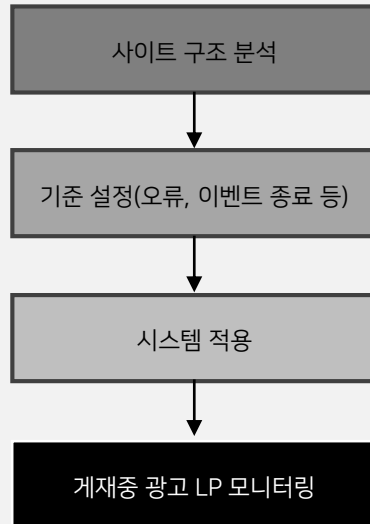 사이트 구조 분석
기준 설정(오류, 이벤트 종료 등)
시스템 적용
게재중 광고 LP 모니터링